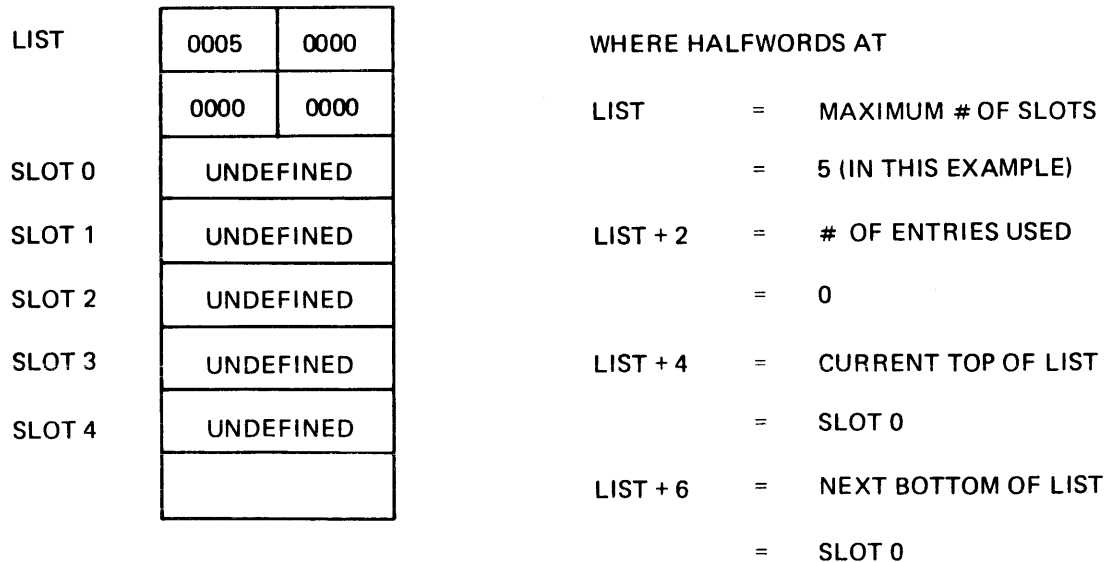 LIST 0005 0000
0000 0000
SLOT 0 UNDEFINED
SLOT 1 UNDEFINED
SLOT 2 UNDEFINED
SLOT 3 UNDEFINED
SLOT 4 UNDEFINED
WHERE HALFWORDS AT
LIST = MAXIMUM # OF SLOTS
= 5 (IN THIS EXAMPLE)
LIST + 2 = # OF ENTRIES USED
= 0
LIST + 4 = CURRENT TOP OF LIST
= SLOT 0
LIST + 6 = NEXT BOTTOM OF LIST
= SLOT 0